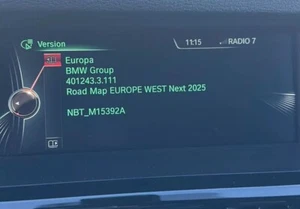 Version
11:15
RADIO 7
Europa
BMW Group
401243.3.111
Road Map EUROPE WEST Next 2025
NBT_M15392A